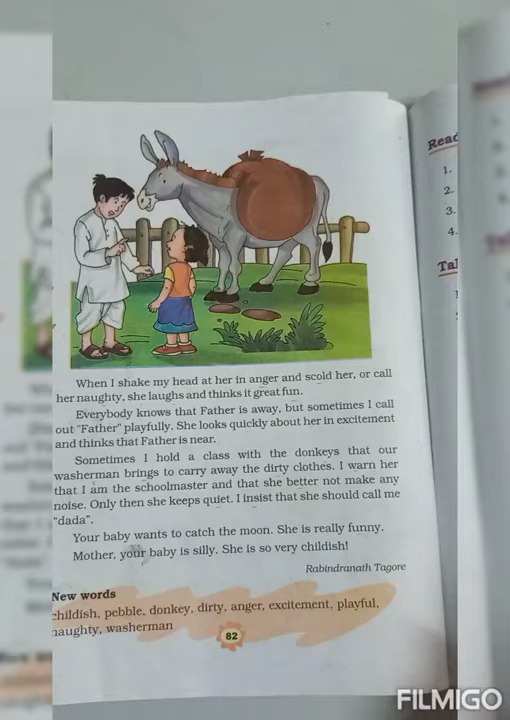 When I shake my head at her in anger and scold her, or call
her naughty, she laughs and thinks it great fun.
Everybody knows that Father is away, but sometimes I call
out "Father" playfully. She looks quickly about her in excitement
and thinks that Father is near.
Sometimes I hold a class with the donkeys that our
washerman brings to carry away the dirty clothes. I warn her
that I am the schoolmaster and that she better not make any
noise. Only then she keeps quiet. I insist that she should call me
"dada".
Your baby wants to catch the moon. She is really funny.
Mother, your baby is silly. She is so very childish!
Rabindranath Tagore
New words
childish, pebble, donkey, dirty, anger, excitement, playful,
naughty, washerman
82
1.
2.
3.
4.
FILMIGO